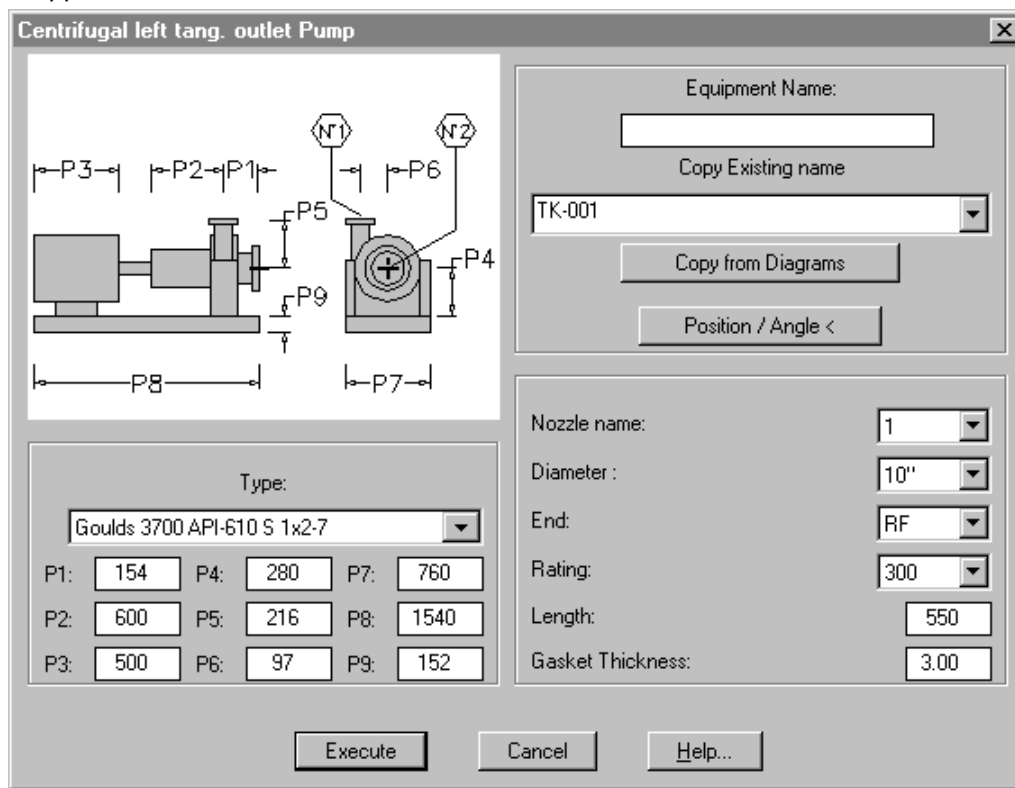 Centrifugal left tang. outlet Pump
N1 N2
P3 P2 P1 P6
P5
P4
P9
P8 P7
Equipment Name:
Copy Existing name
TK-001
Copy from Diagrams
Position / Angle <
Type:
Goulds 3700 API-610 S 1x2-7
P1: 154 P4: 280 P7: 760
P2: 600 P5: 216 P8: 1540
P3: 500 P6: 97 P9: 152
Nozzle name: 1
Diameter : 10"
End: RF
Rating: 300
Length: 550
Gasket Thickness: 3.00
Execute Cancel Help...